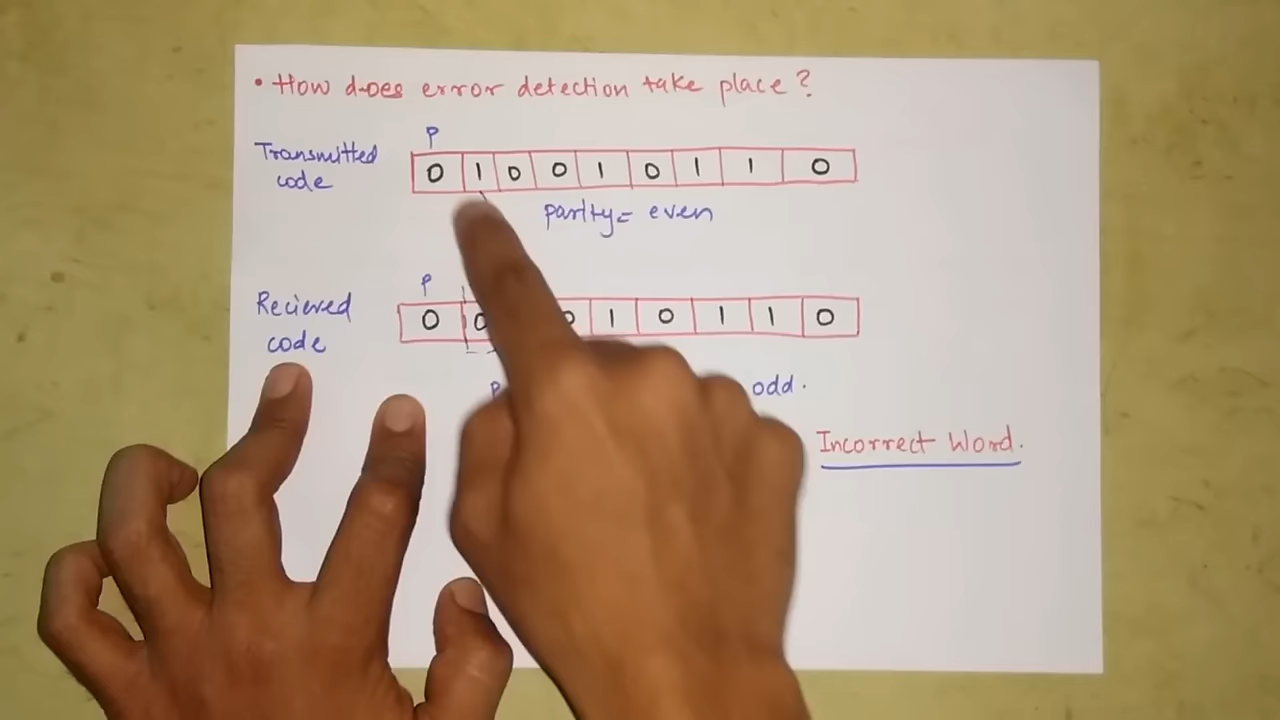 • How does error detection take place?
P
Transmitted code
0 1 0 0 1 0 1 1 0
parity= even
P
Recieved code
0 0 0 1 0 1 1 0
P odd.
Incorrect Word.